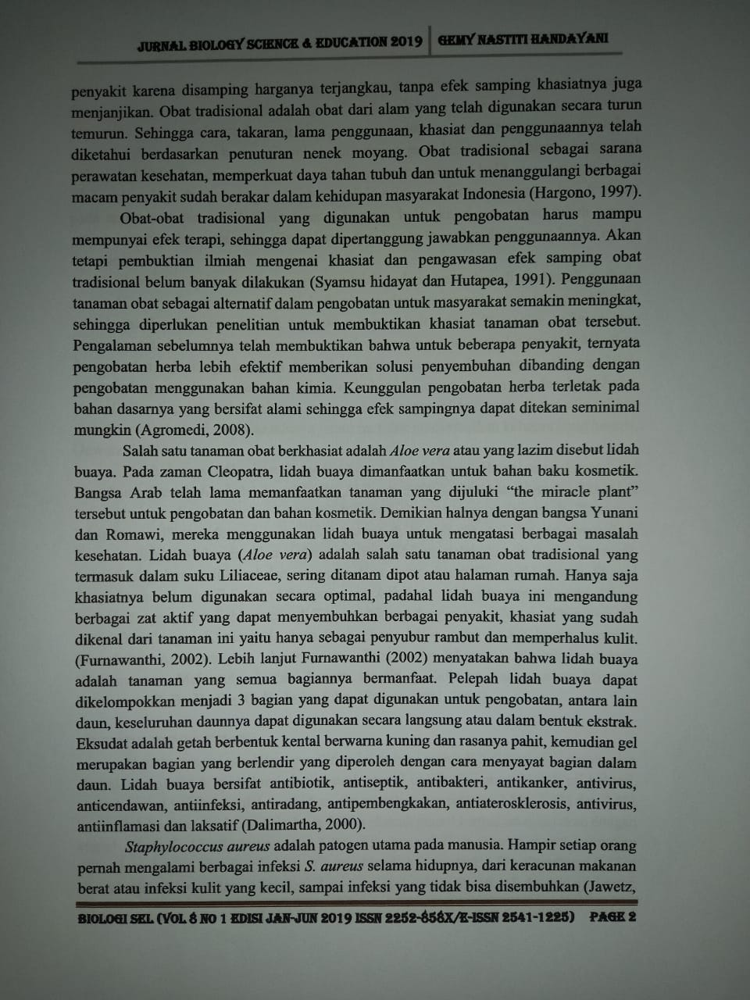 JURNAL BIOLOGY SCIENCE & EDUCATION 2019 GEMY NASTITI HANDAYANI
penyakit karena disamping harganya terjangkau, tanpa efek samping khasiatnya juga
menjanjikan. Obat tradisional adalah obat dari alam yang telah digunakan secara turun
temurun. Sehingga cara, takaran, lama penggunaan, khasiat dan penggunaannya telah
diketahui berdasarkan penuturan nenek moyang. Obat tradisional sebagai sarana
perawatan kesehatan, memperkuat daya tahan tubuh dan untuk menanggulangi berbagai
macam penyakit sudah berakar dalam kehidupan masyarakat Indonesia (Hargono, 1997).
Obat-obat tradisional yang digunakan untuk pengobatan harus mampu
mempunyai efek terapi, sehingga dapat dipertanggung jawabkan penggunaannya. Akan
tetapi pembuktian ilmiah mengenai khasiat dan pengawasan efek samping obat
tradisional belum banyak dilakukan (Syamsu hidayat dan Hutapea, 1991). Penggunaan
tanaman obat sebagai alternatif dalam pengobatan untuk masyarakat semakin meningkat,
sehingga diperlukan penelitian untuk membuktikan khasiat tanaman obat tersebut.
Pengalaman sebelumnya telah membuktikan bahwa untuk beberapa penyakit, ternyata
pengobatan herba lebih efektif memberikan solusi penyembuhan dibanding dengan
pengobatan menggunakan bahan kimia. Keunggulan pengobatan herba terletak pada
bahan dasarnya yang bersifat alami sehingga efek sampingnya dapat ditekan seminimal
mungkin (Agromedi, 2008).
Salah satu tanaman obat berkhasiat adalah Aloe vera atau yang lazim disebut lidah
buaya. Pada zaman Cleopatra, lidah buaya dimanfaatkan untuk bahan baku kosmetik.
Bangsa Arab telah lama memanfaatkan tanaman yang dijuluki “the miracle plant”
tersebut untuk pengobatan dan bahan kosmetik. Demikian halnya dengan bangsa Yunani
dan Romawi, mereka menggunakan lidah buaya untuk mengatasi berbagai masalah
kesehatan. Lidah buaya (Aloe vera) adalah salah satu tanaman obat tradisional yang
termasuk dalam suku Liliaceae, sering ditanam dipot atau halaman rumah. Hanya saja
khasiatnya belum digunakan secara optimal, padahal lidah buaya ini mengandung
berbagai zat aktif yang dapat menyembuhkan berbagai penyakit, khasiat yang sudah
dikenal dari tanaman ini yaitu hanya sebagai penyubur rambut dan memperhalus kulit.
(Furnawanthi, 2002). Lebih lanjut Furnawanthi (2002) menyatakan bahwa lidah buaya
adalah tanaman yang semua bagiannya bermanfaat. Pelepah lidah buaya dapat
dikelompokkan menjadi 3 bagian yang dapat digunakan untuk pengobatan, antara lain
daun, keseluruhan daunnya dapat digunakan secara langsung atau dalam bentuk ekstrak.
Eksudat adalah getah berbentuk kental berwarna kuning dan rasanya pahit, kemudian gel
merupakan bagian yang berlendir yang diperoleh dengan cara menyayat bagian dalam
daun. Lidah buaya bersifat antibiotik, antiseptik, antibakteri, antikanker, antivirus,
anticendawan, antiinfeksi, antiradang, antipembengkakan, antiaterosklerosis, antivirus,
antiinflamasi dan laksatif (Dalimartha, 2000).
Staphylococcus aureus adalah patogen utama pada manusia. Hampir setiap orang
pernah mengalami berbagai infeksi S. aureus selama hidupnya, dari keracunan makanan
berat atau infeksi kulit yang kecil, sampai infeksi yang tidak bisa disembuhkan (Jawetz,
BIOLOGI SEL (VOL 8 NO 1 EDISI JAN-JUN 2019 ISSN 2252-858X/E-ISSN 2541-1225) PAGE 2